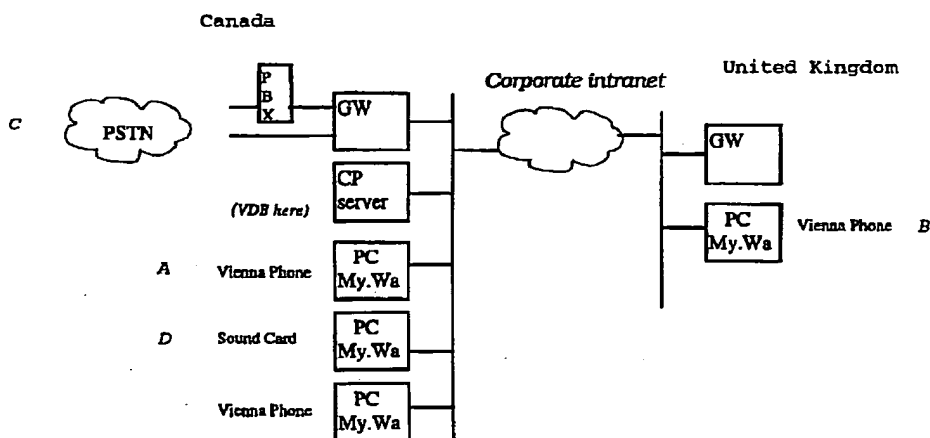 Canada
United Kingdom
Corporate intranet
P
B
X
C
PSTN
GW
GW
CP
server
(VDB here)
PC
My.Wa
Vienna Phone
B
A
Vienna Phone
PC
My.Wa
D
Sound Card
PC
My.Wa
Vienna Phone
PC
My.Wa